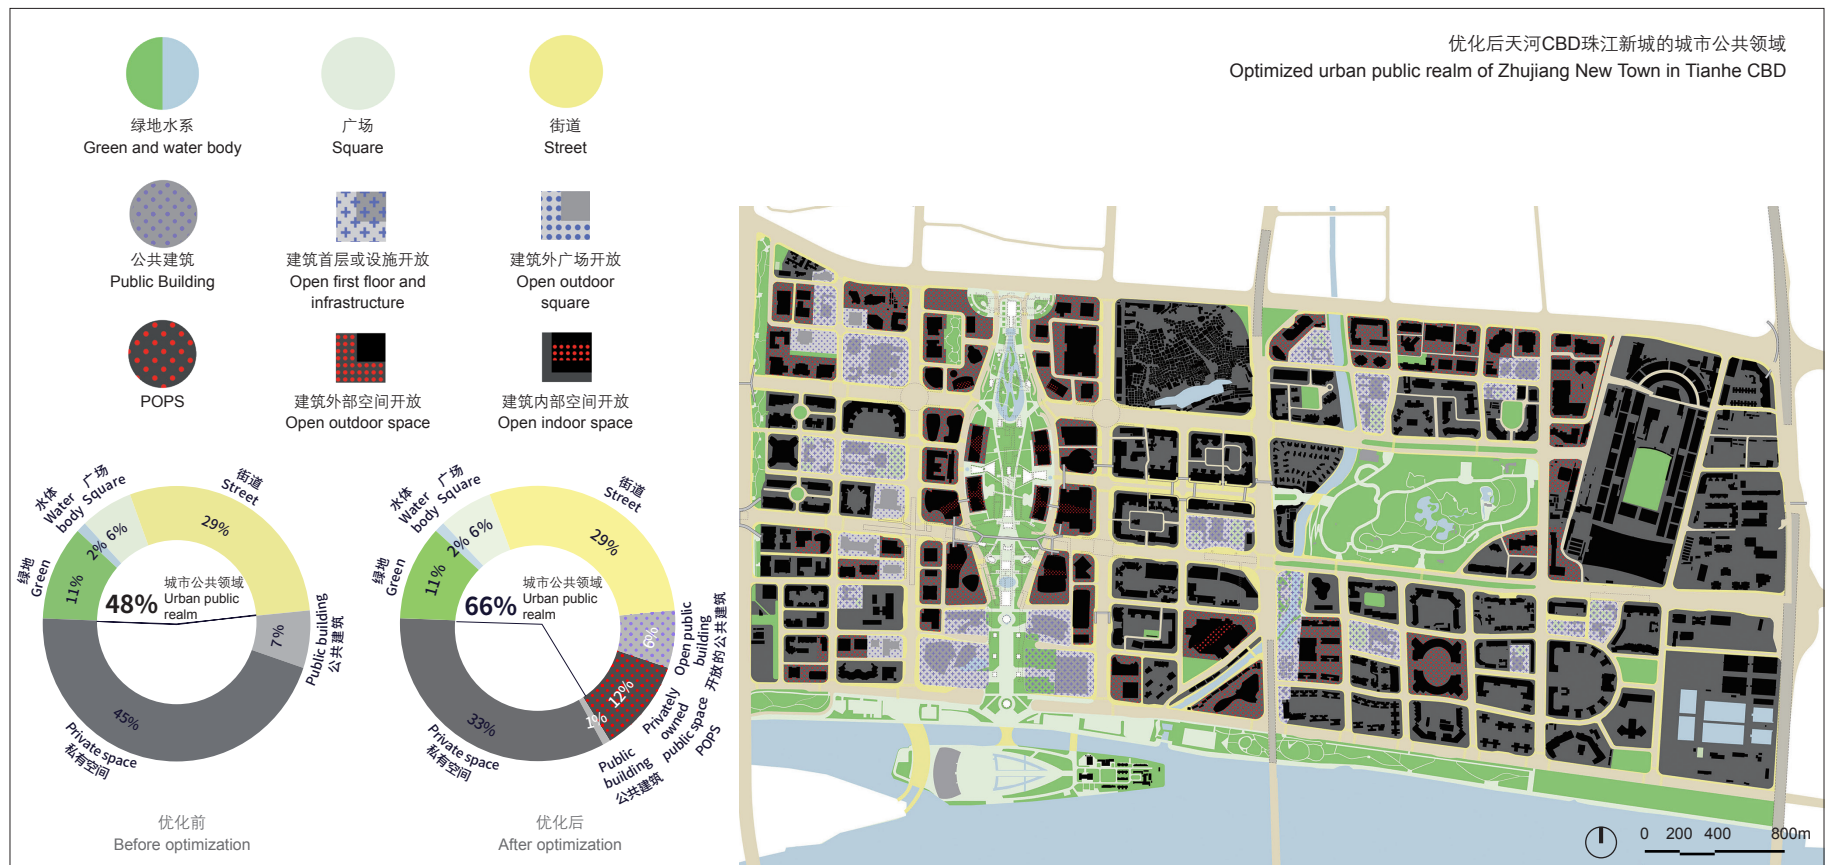 优化后天河CBD珠江新城的城市公共领域
Optimized urban public realm of Zhujiang New Town in Tianhe CBD
绿地水系
Green and water body
广场
Square
街道
Street
公共建筑
Public Building
建筑首层或设施开放
Open first floor and
infrastructure
建筑外广场开放
Open outdoor
square
POPS
建筑外部空间开放
Open outdoor space
建筑内部空间开放
Open indoor space
绿地
Green
11%
水体
Water
body
2%
广场
Square
6%
街道
Street
29%
Public building
公共建筑
7%
Private space
私有空间
45%
48%
城市公共领域
Urban public
realm
优化前
Before optimization
绿地
Green
11%
水体
Water
body
2%
广场
Square
6%
街道
Street
29%
Open public
building
开放的公共建筑
6%
Privately
owned
public space
POPS
12%
Public
building
公共建筑
1%
Private space
私有空间
33%
66%
城市公共领域
Urban public
realm
优化后
After optimization
0 200 400 800m